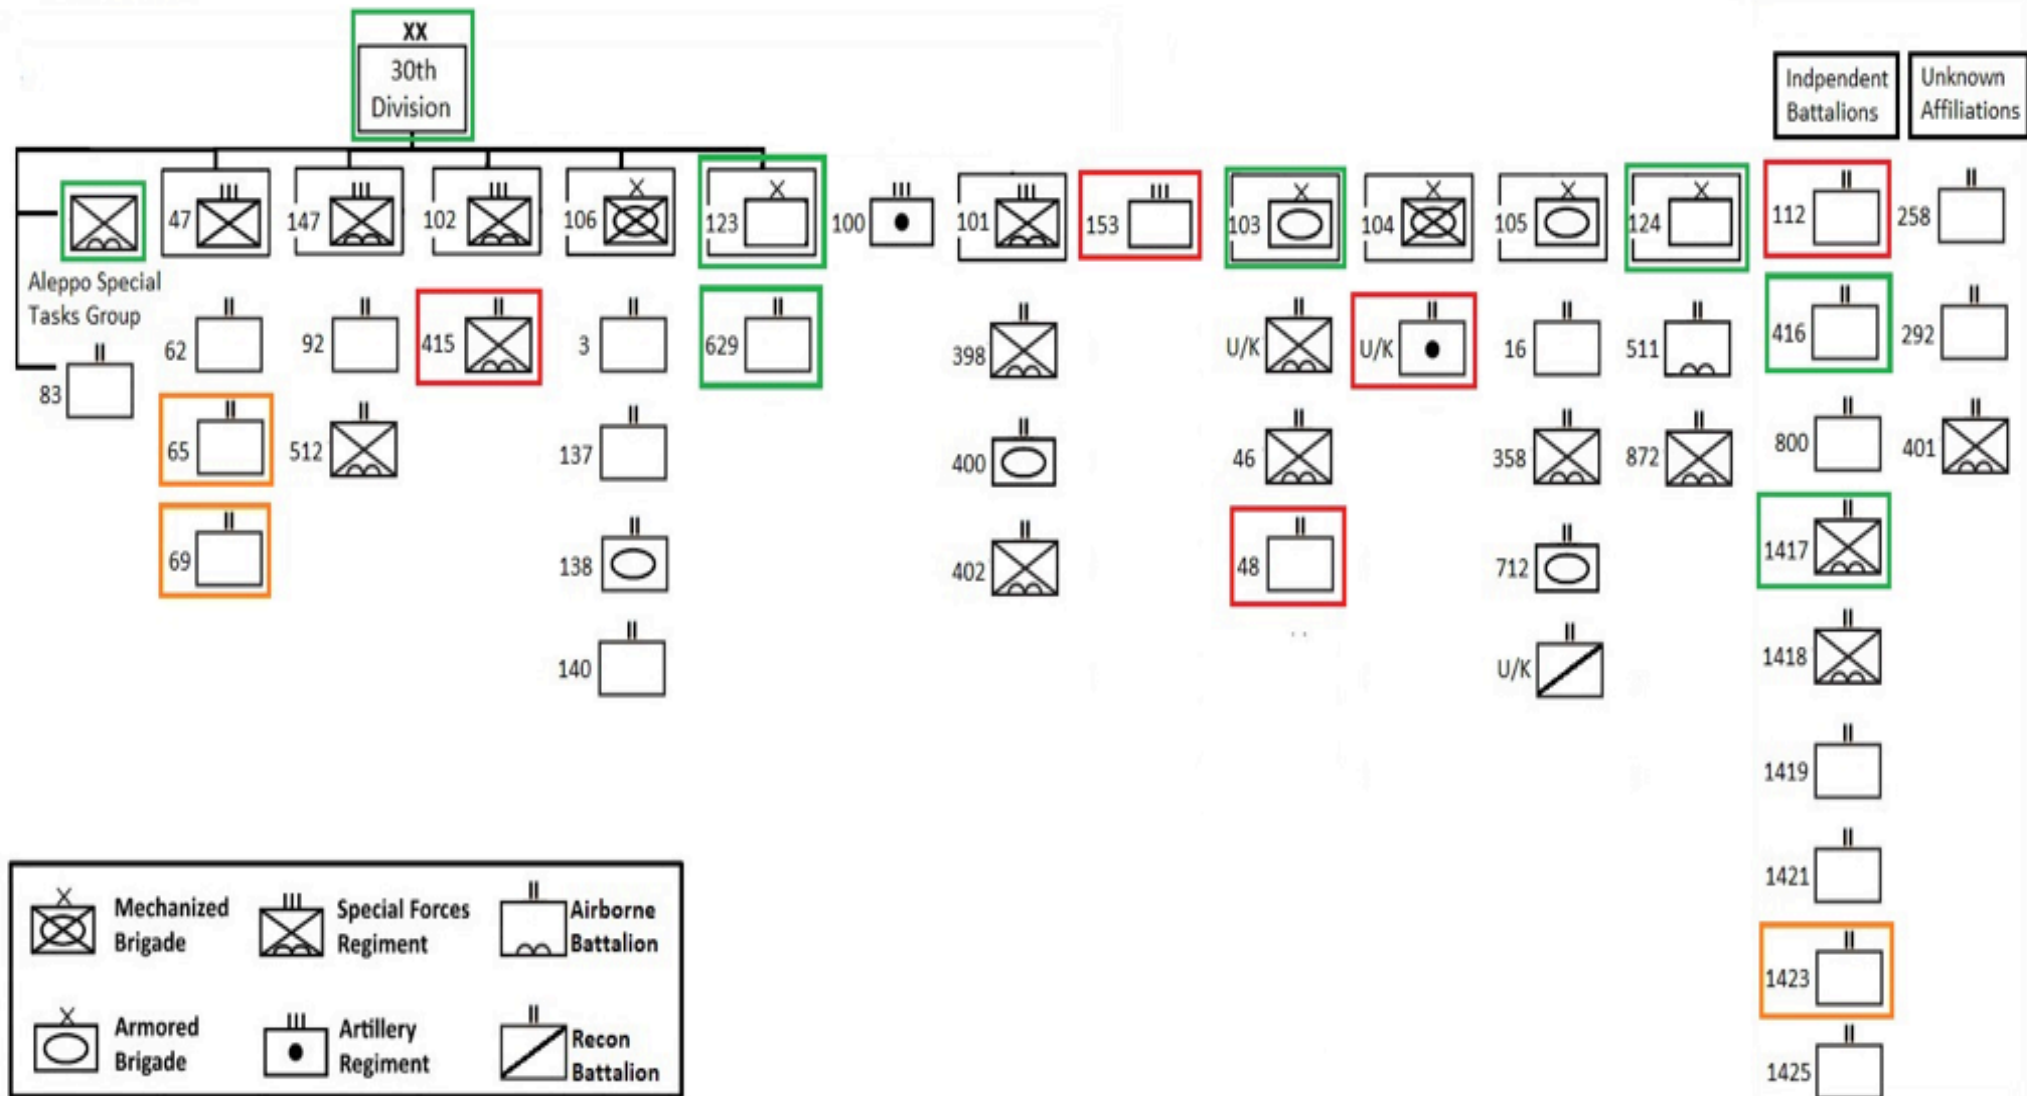 XX
30th
Division
Indpendent
Battalions
Unknown
Affiliations
Aleppo Special
Tasks Group
47
147
102
106
123
100
101
153
103
104
105
124
112
258
62
92
415
3
629
398
U/K
U/K
16
511
416
292
83
65
512
137
400
46
358
872
800
401
69
138
402
48
712
1417
140
U/K
1418
1419
1421
1423
1425
Mechanized
Brigade
Special Forces
Regiment
Airborne
Battalion
Armored
Brigade
Artillery
Regiment
Recon
Battalion